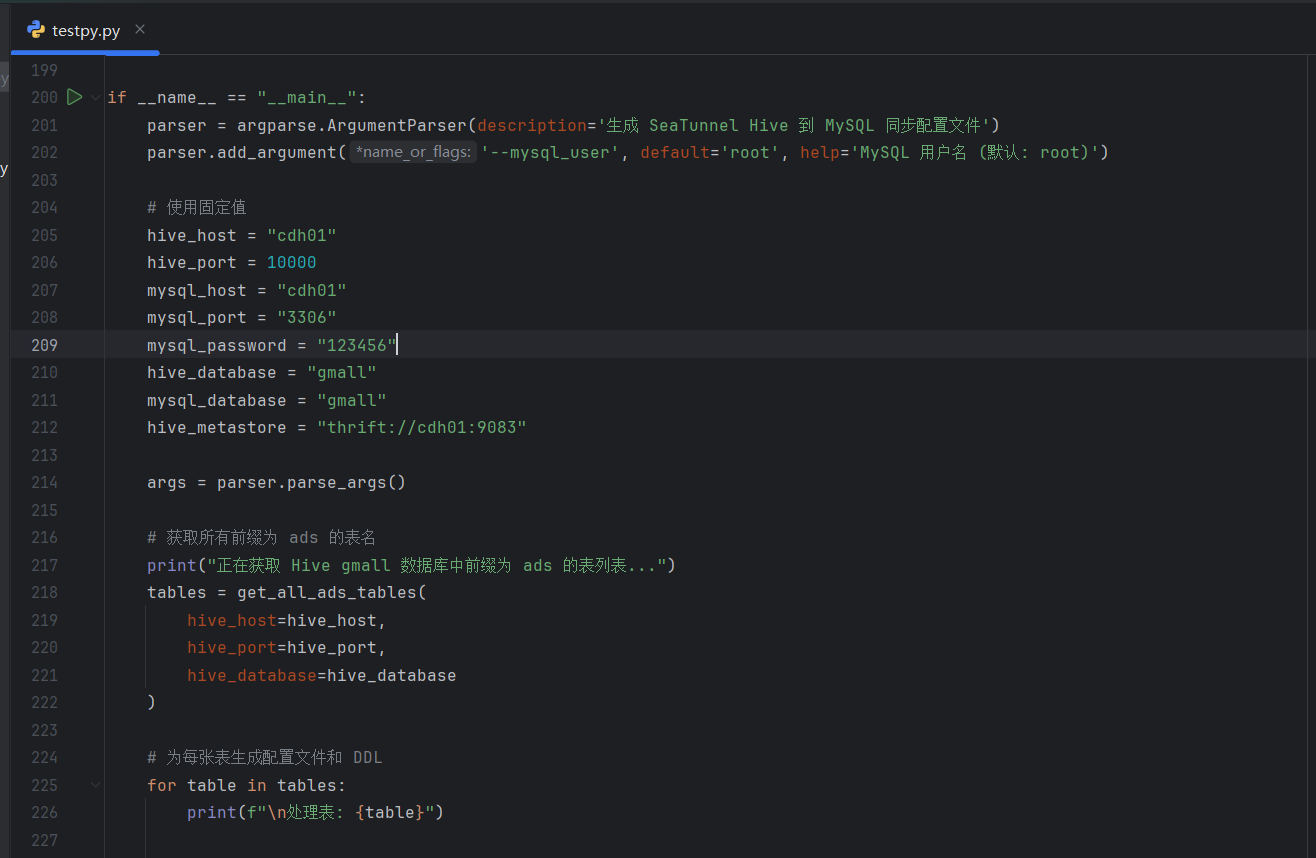 testpy.py
y
y
199
200 if __name__ == "__main__":
201 parser = argparse.ArgumentParser(description='生成 SeaTunnel Hive 到 MySQL 同步配置文件')
202 parser.add_argument( *name_or_flags: '--mysql_user', default='root', help='MySQL 用户名 (默认: root)')
203
204 # 使用固定值
205 hive_host = "cdh01"
206 hive_port = 10000
207 mysql_host = "cdh01"
208 mysql_port = "3306"
209 mysql_password = "123456"
210 hive_database = "gmall"
211 mysql_database = "gmall"
212 hive_metastore = "thrift://cdh01:9083"
213
214 args = parser.parse_args()
215
216 # 获取所有前缀为 ads 的表名
217 print("正在获取 Hive gmall 数据库中前缀为 ads 的表列表...")
218 tables = get_all_ads_tables(
219 hive_host=hive_host,
220 hive_port=hive_port,
221 hive_database=hive_database
222 )
223
224 # 为每张表生成配置文件和 DDL
225 for table in tables:
226 print(f"\n处理表: {table}")
227